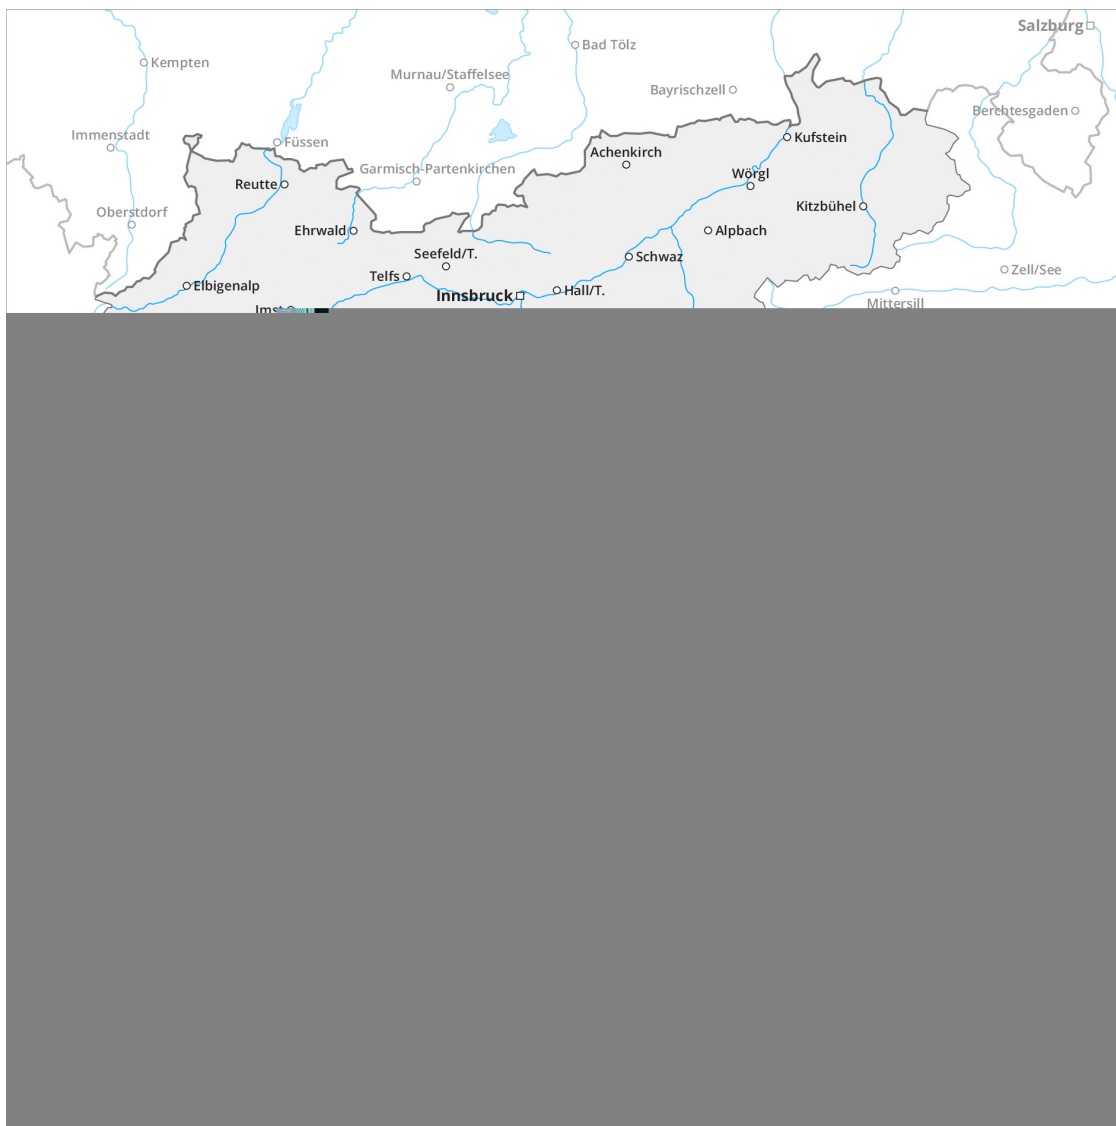 Salzburg
Bad Tölz
Kempten
Murnau/Staffelsee
Bayrischzell
Berchtesgaden
Immenstadt
Füssen
Kufstein
Achenkirch
Garmisch-Partenkirchen
Wörgl
Reutte
Kitzbühel
Oberstdorf
Ehrwald
Alpbach
Seefeld/T.
Schwaz
Zell/See
Telfs
Elbigenalp
Hall/T.
Innsbruck
Mittersill
Imst